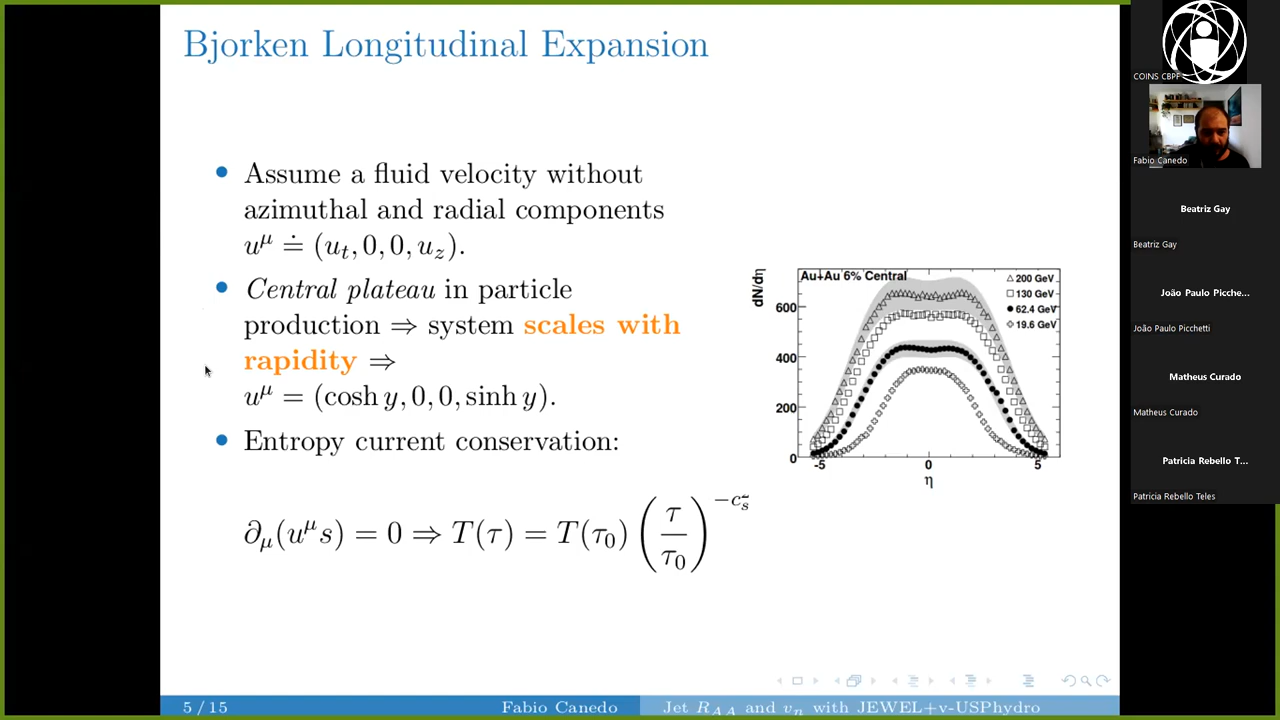 Bjorken Longitudinal Expansion
• Assume a fluid velocity without
azimuthal and radial components
u^μ ≐ (u_t, 0, 0, u_z).
• Central plateau in particle
production ⇒ system scales with
rapidity ⇒
u^μ = (cosh y, 0, 0, sinh y).
• Entropy current conservation:
∂_μ(u^μ s) = 0 ⇒ T(τ) = T(τ_0) (τ/τ_0)^{-c_s^2}
Au+Au 6% Central
200 GeV
130 GeV
62.4 GeV
19.6 GeV
dN/dη
600
400
200
0
-5 0 5
η
5 / 15 Fabio Canedo Jet R_{AA} and v_n with JEWEL+v-USPhydro
COINS CBPF
Fabio Canedo
Beatriz Gay
Beatriz Gay
João Paulo Picche...
João Paulo Picchetti
Matheus Curado
Matheus Curado
Patricia Rebello T...
Patricia Rebello Teles